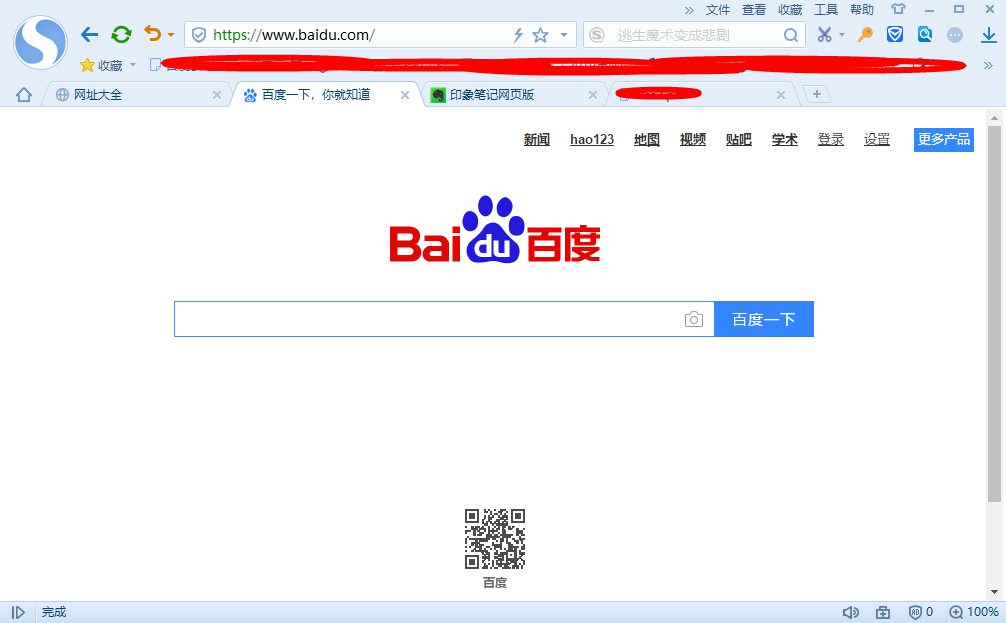 文件 查看 收藏 工具 帮助
https://www.baidu.com/
逃生魔术变成悲剧
收藏
网址大全
百度一下，你就知道
印象笔记网页版
新闻 hao123 地图 视频 贴吧 学术 登录 设置 更多产品
Bai du 百度
百度一下
百度
完成
0
100%